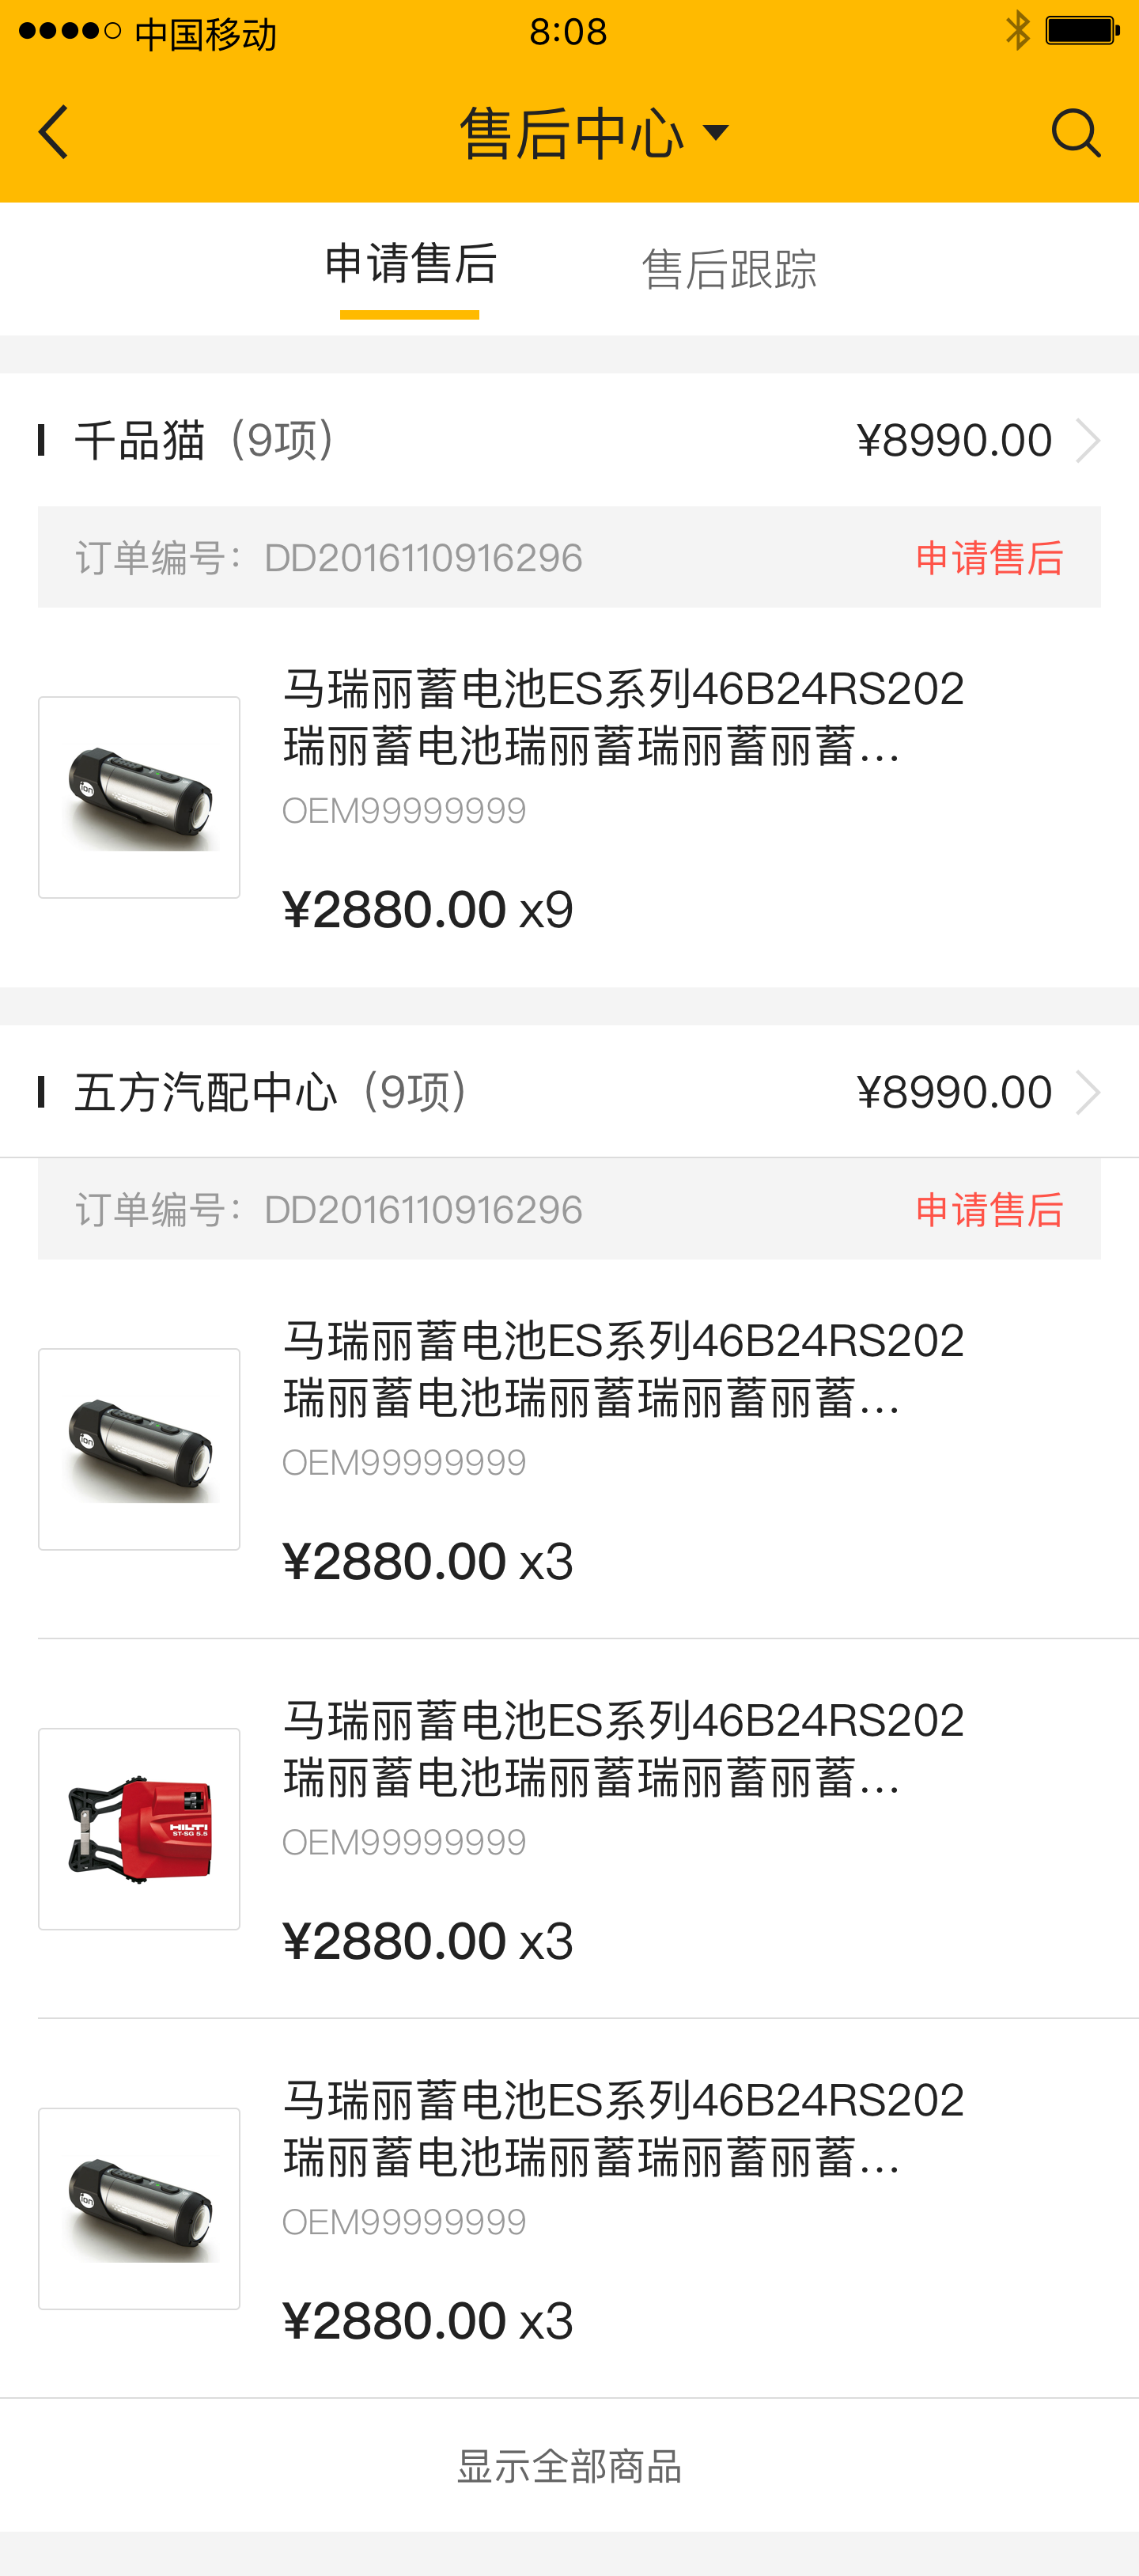 中国移动 8:08
售后中心
申请售后 售后跟踪
千品猫（9项） ¥8990.00
订单编号：DD2016110916296 申请售后
马瑞丽蓄电池ES系列46B24RS202
瑞丽蓄电池瑞丽蓄瑞丽蓄丽蓄...
OEM99999999
ion
¥2880.00 x9
五方汽配中心（9项） ¥8990.00
订单编号：DD2016110916296 申请售后
马瑞丽蓄电池ES系列46B24RS202
瑞丽蓄电池瑞丽蓄瑞丽蓄丽蓄...
ion
OEM99999999
¥2880.00 x3
马瑞丽蓄电池ES系列46B24RS202
瑞丽蓄电池瑞丽蓄瑞丽蓄丽蓄...
HILTI
ST-SG 5.5
OEM99999999
¥2880.00 x3
马瑞丽蓄电池ES系列46B24RS202
瑞丽蓄电池瑞丽蓄瑞丽蓄丽蓄...
ion
OEM99999999
¥2880.00 x3
显示全部商品